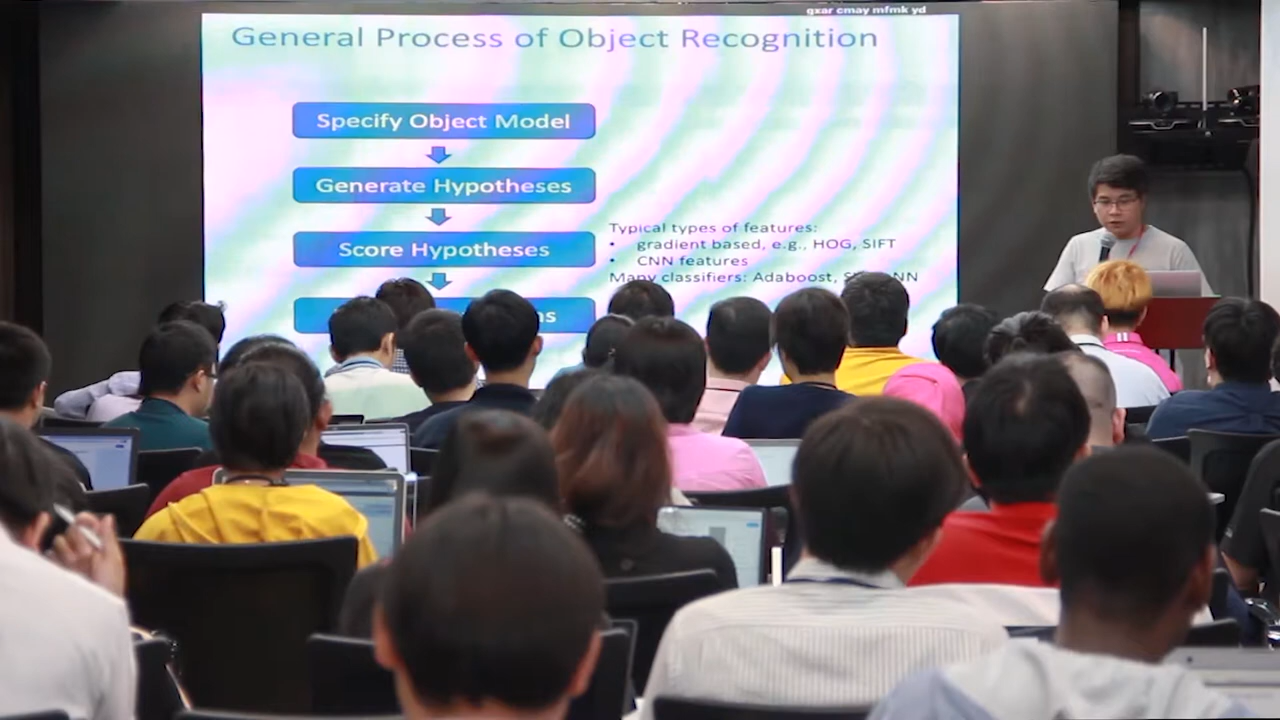 qxar cmay mfmk yd
General Process of Object Recognition
Specify Object Model
Generate Hypotheses
Score Hypotheses
Typical types of features:
• gradient based, e.g., HOG, SIFT
• CNN features
Many classifiers: Adaboost,